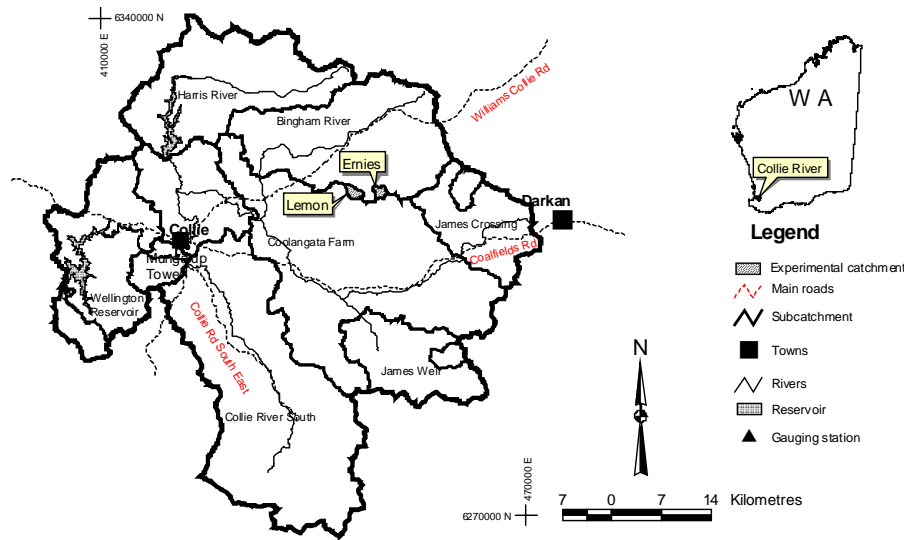 6340000 N
410000 E
Harris River
Bingham River
Williams Collie Rd
Ernies
Lemon
Darkan
James Crossing
Collie
Coolangata Farm
Coalfields Rd
Mungalup
Tower
Wellington
Reservoir
Collie Rd South East
James Weir
Collie River South
W A
Collie River
Legend
Experimental catchment
Main roads
Subcatchment
Towns
Rivers
Reservoir
Gauging station
N
7 0 7 14 Kilometres
470000 E
6270000 N